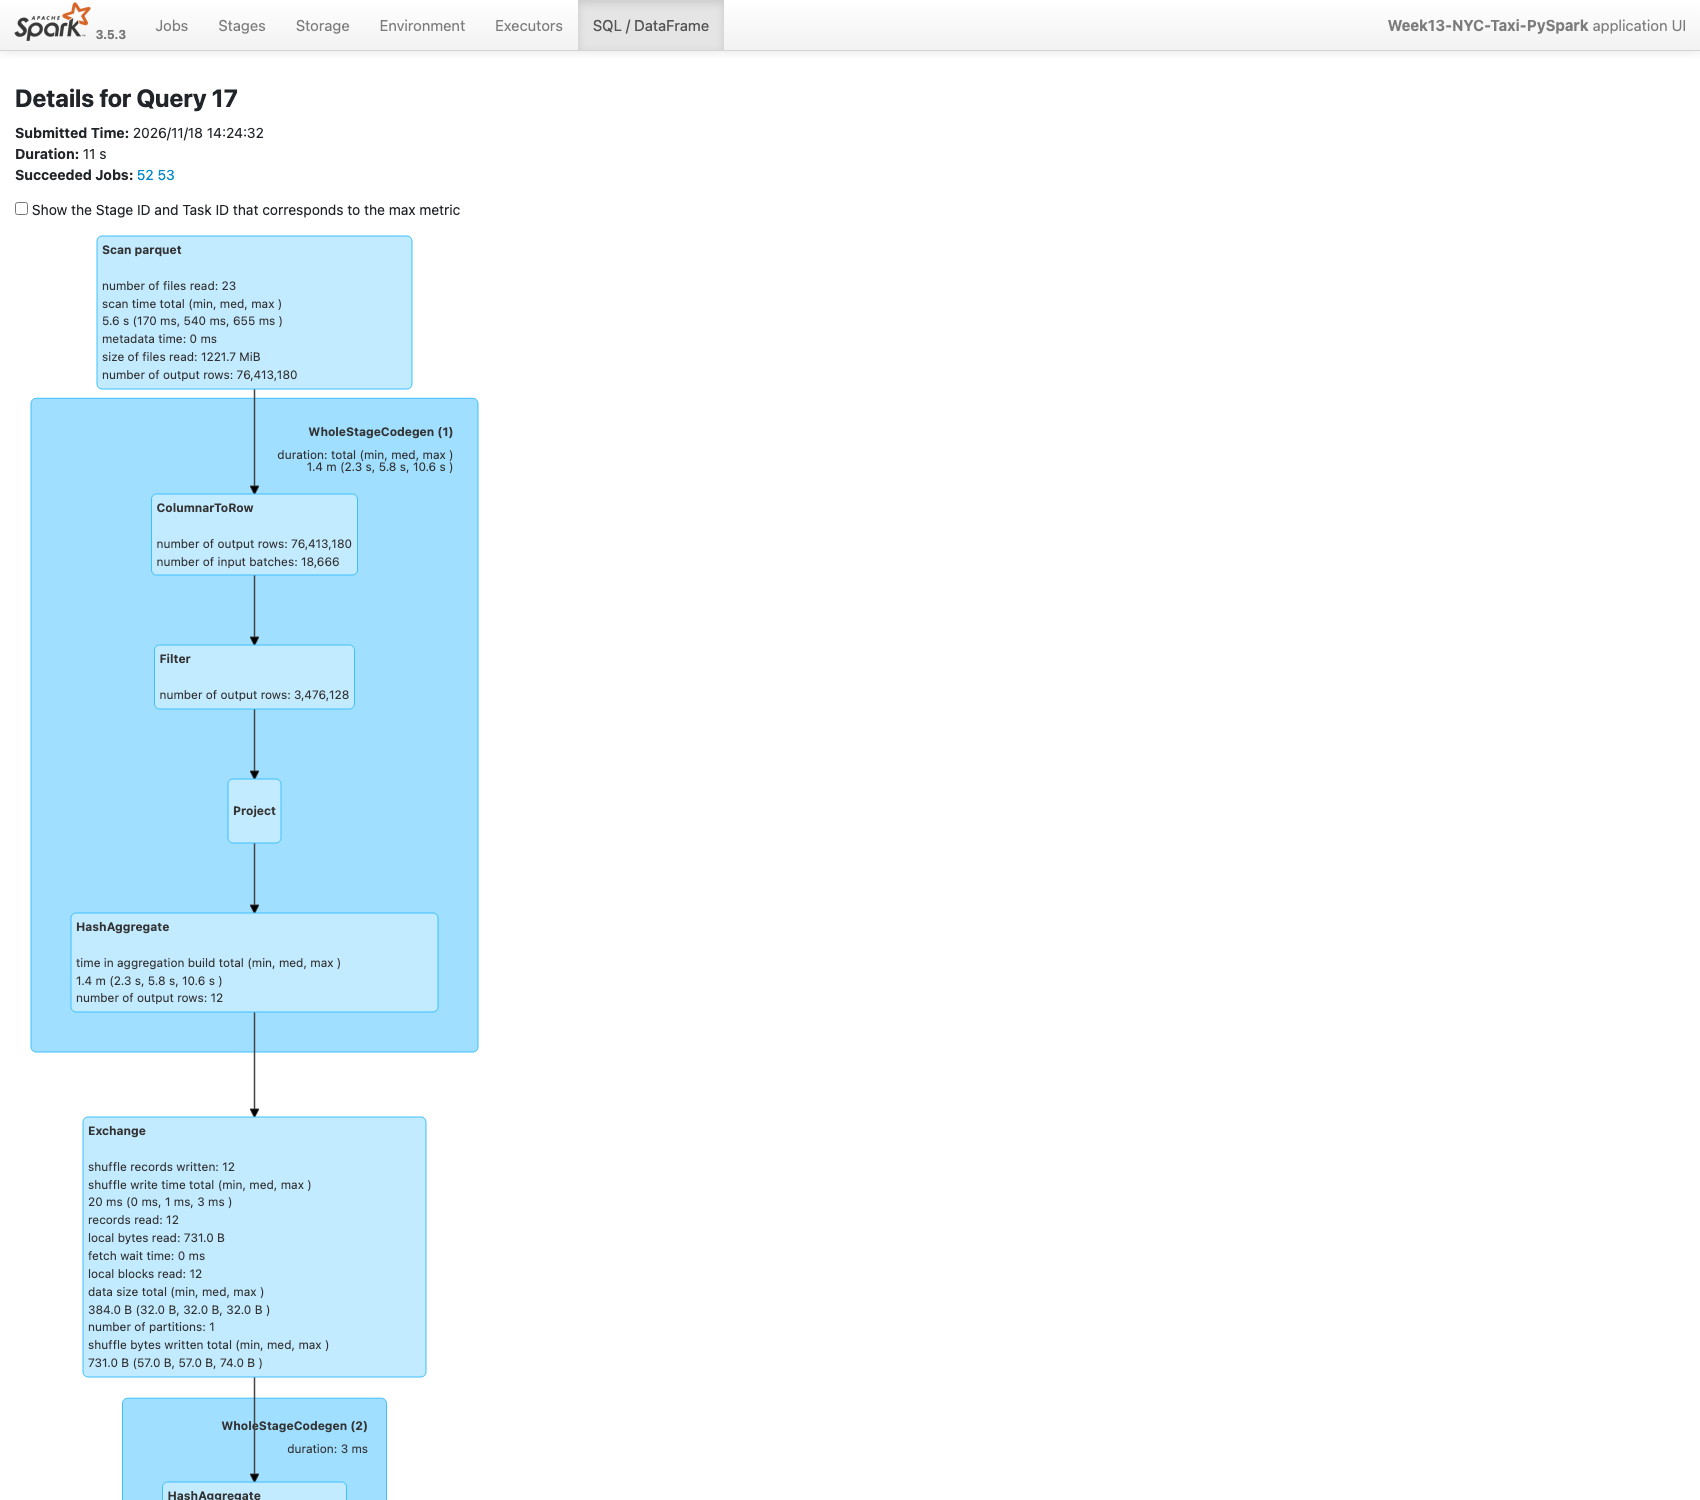 APACHE
Spark 3.5.3 Jobs Stages Storage Environment Executors SQL / DataFrame Week13-NYC-Taxi-PySpark application UI
Details for Query 17
Submitted Time: 2026/11/18 14:24:32
Duration: 11 s
Succeeded Jobs: 52 53
Show the Stage ID and Task ID that corresponds to the max metric
Scan parquet
number of files read: 23
scan time total (min, med, max )
5.6 s (170 ms, 540 ms, 655 ms )
metadata time: 0 ms
size of files read: 1221.7 MiB
number of output rows: 76,413,180
WholeStageCodegen (1)
duration: total (min, med, max )
1.4 m (2.3 s, 5.8 s, 10.6 s )
ColumnarToRow
number of output rows: 76,413,180
number of input batches: 18,666
Filter
number of output rows: 3,476,128
Project
HashAggregate
time in aggregation build total (min, med, max )
1.4 m (2.3 s, 5.8 s, 10.6 s )
number of output rows: 12
Exchange
shuffle records written: 12
shuffle write time total (min, med, max )
20 ms (0 ms, 1 ms, 3 ms )
records read: 12
local bytes read: 731.0 B
fetch wait time: 0 ms
local blocks read: 12
data size total (min, med, max )
384.0 B (32.0 B, 32.0 B, 32.0 B )
number of partitions: 1
shuffle bytes written total (min, med, max )
731.0 B (57.0 B, 57.0 B, 74.0 B )
WholeStageCodegen (2)
duration: 3 ms
HashAggregate